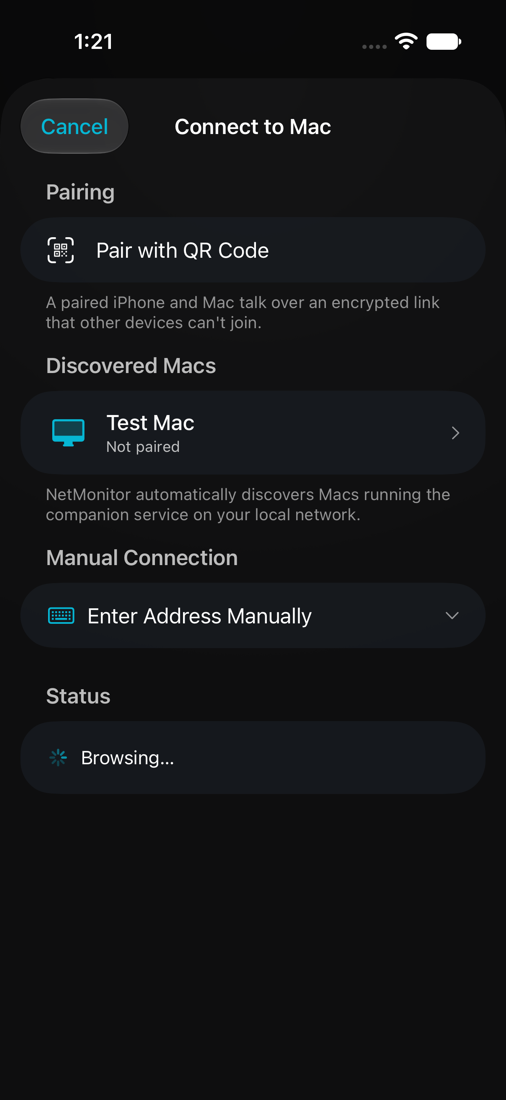 1:21
Cancel
Connect to Mac
Pairing
Pair with QR Code
A paired iPhone and Mac talk over an encrypted link
that other devices can't join.
Discovered Macs
Test Mac
Not paired
NetMonitor automatically discovers Macs running the
companion service on your local network.
Manual Connection
Enter Address Manually
Status
Browsing...